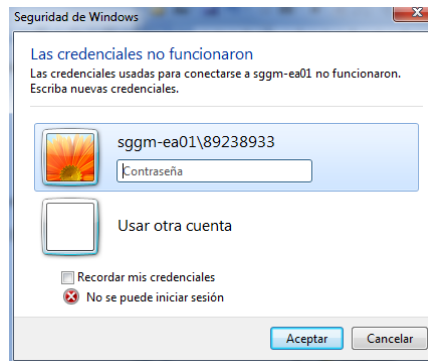 Seguridad de Windows
Las credenciales no funcionaron
Las credenciales usadas para conectarse a sggm-ea01 no funcionaron.
Escriba nuevas credenciales.
sggm-ea01\89238933
Contraseña
Usar otra cuenta
Recordar mis credenciales
No se puede iniciar sesión
Aceptar
Cancelar